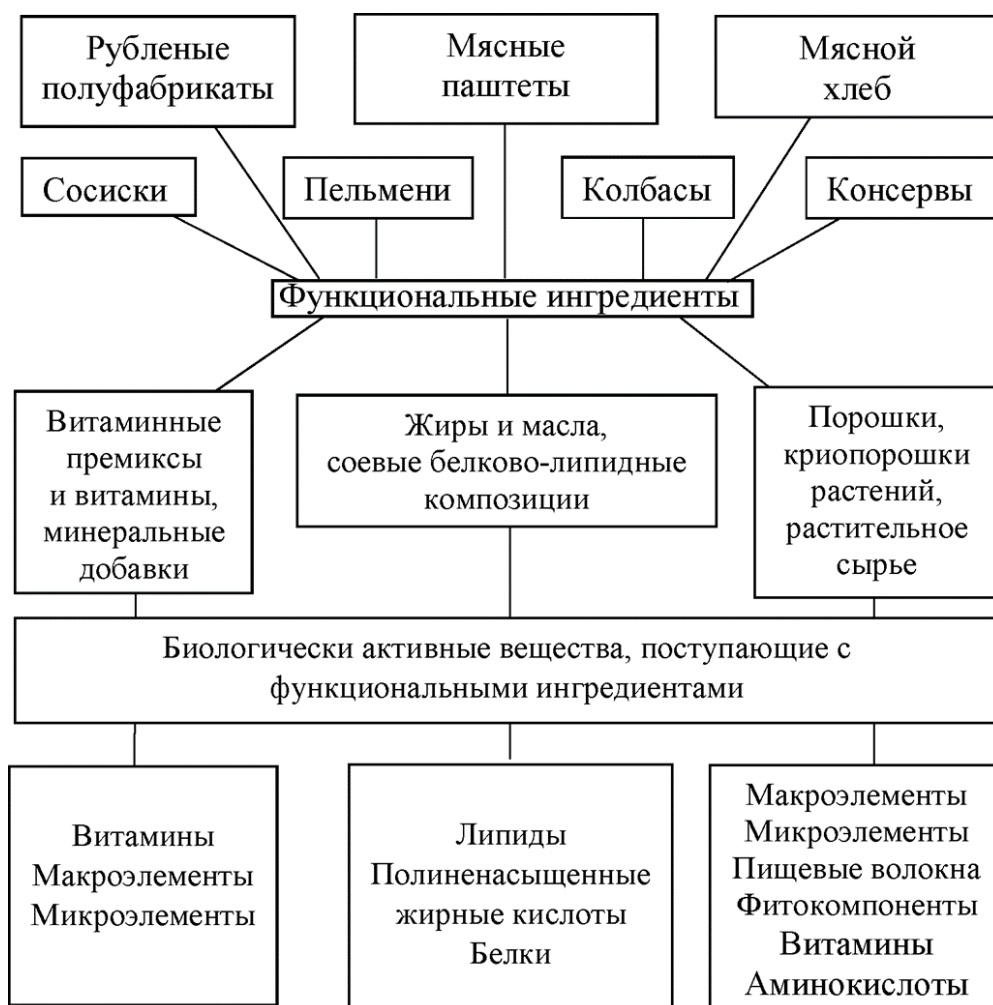 Рубленые
полуфабрикаты
Мясные
паштеты
Мясной
хлеб
Сосиски
Пельмени
Колбасы
Консервы
Функциональные ингредиенты
Витаминные
премиксы
и витамины,
минеральные
добавки
Жиры и масла,
соевые белково-липидные
композиции
Порошки,
криопорошки
растений,
растительное
сырье
Биологически активные вещества, поступающие с
функциональными ингредиентами
Витамины
Макроэлементы
Микроэлементы
Липиды
Полиненасыщенные
жирные кислоты
Белки
Макроэлементы
Микроэлементы
Пищевые волокна
Фитокомпоненты
Витамины
Аминокислоты